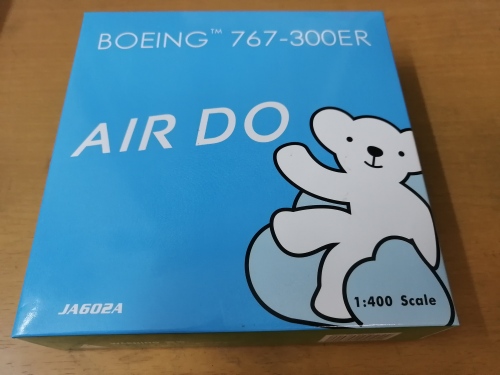 BOEING™ 767-300ER
AIR DO
1:400 Scale
JA602A